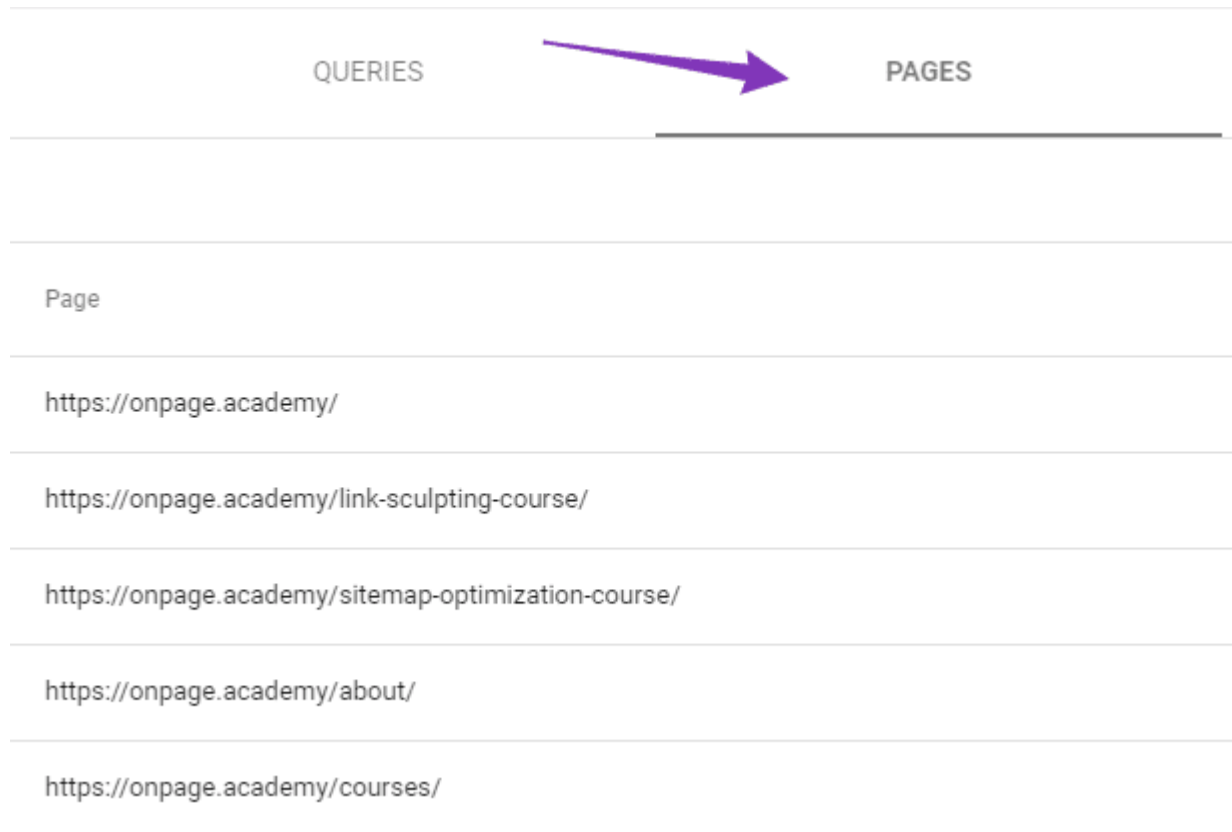 QUERIES PAGES
Page
https://onpage.academy/
https://onpage.academy/link-sculpting-course/
https://onpage.academy/sitemap-optimization-course/
https://onpage.academy/about/
https://onpage.academy/courses/